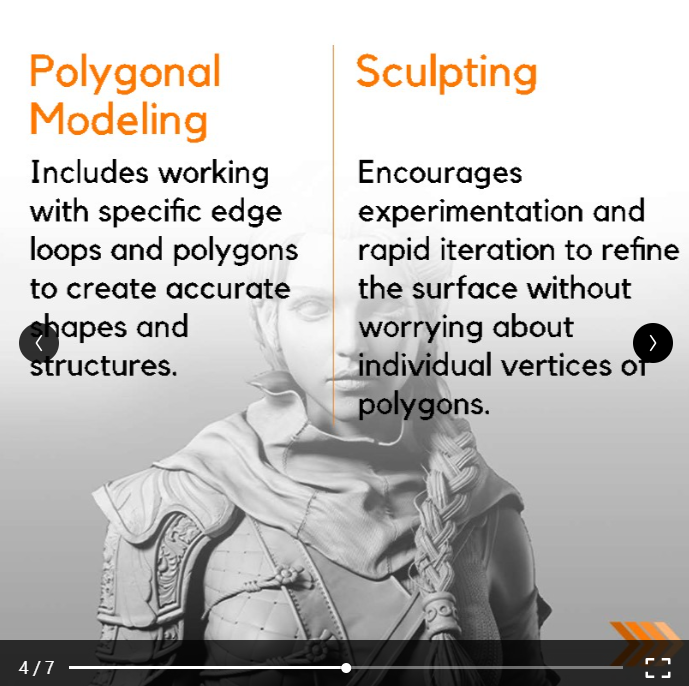 Polygonal
Modeling
Includes working
with specific edge
loops and polygons
to create accurate
shapes and
structures.
Sculpting
Encourages
experimentation and
rapid iteration to refine
the surface without
worrying about
individual vertices of
polygons.
4 / 7